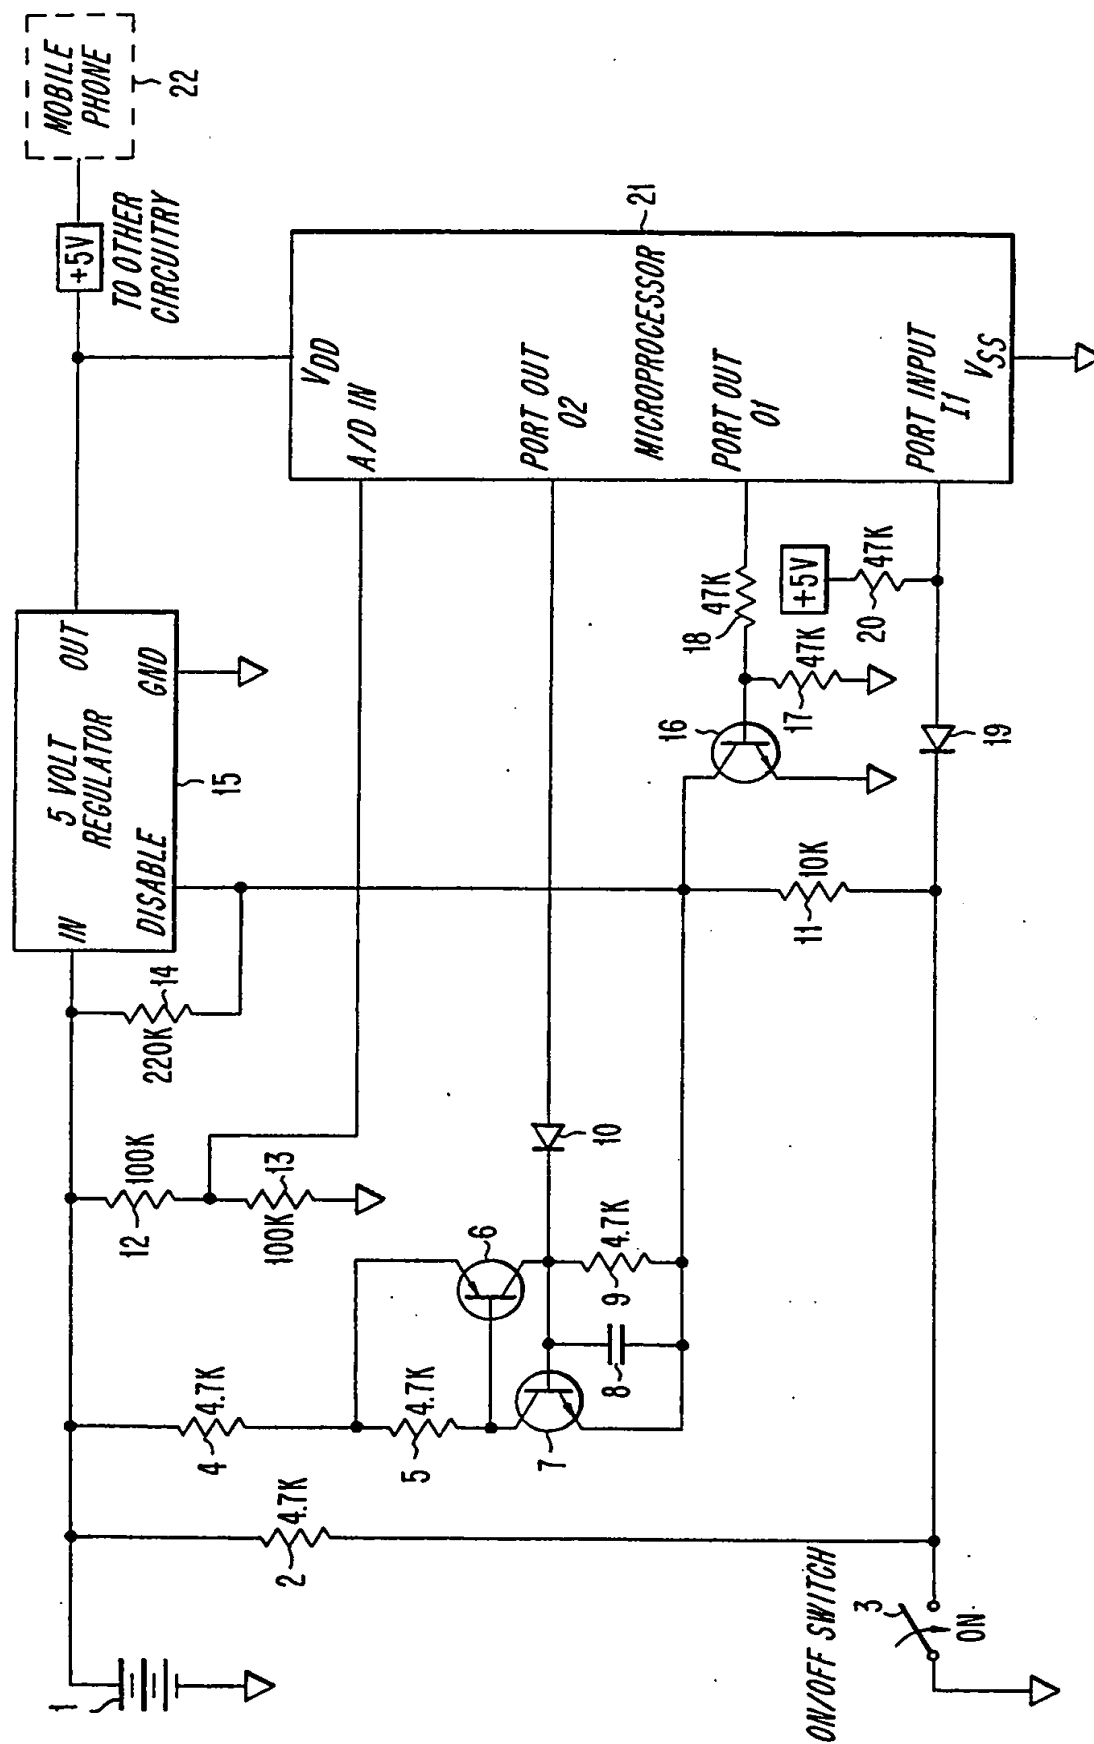 MOBILE
PHONE
22
+5V
TO OTHER
CIRCUITRY
21
VDD
A/D IN
PORT OUT
O2
MICROPROCESSOR
PORT OUT
O1
PORT INPUT
I1
VSS
5 VOLT
REGULATOR
IN
OUT
GND
DISABLE
15
14
220K
12
100K
13
100K
4
4.7K
5
4.7K
6
7
8
9
4.7K
10
2
4.7K
1
16
17
47K
18
47K
+5V
20
47K
19
11
10K
ON/OFF SWITCH
3
ON